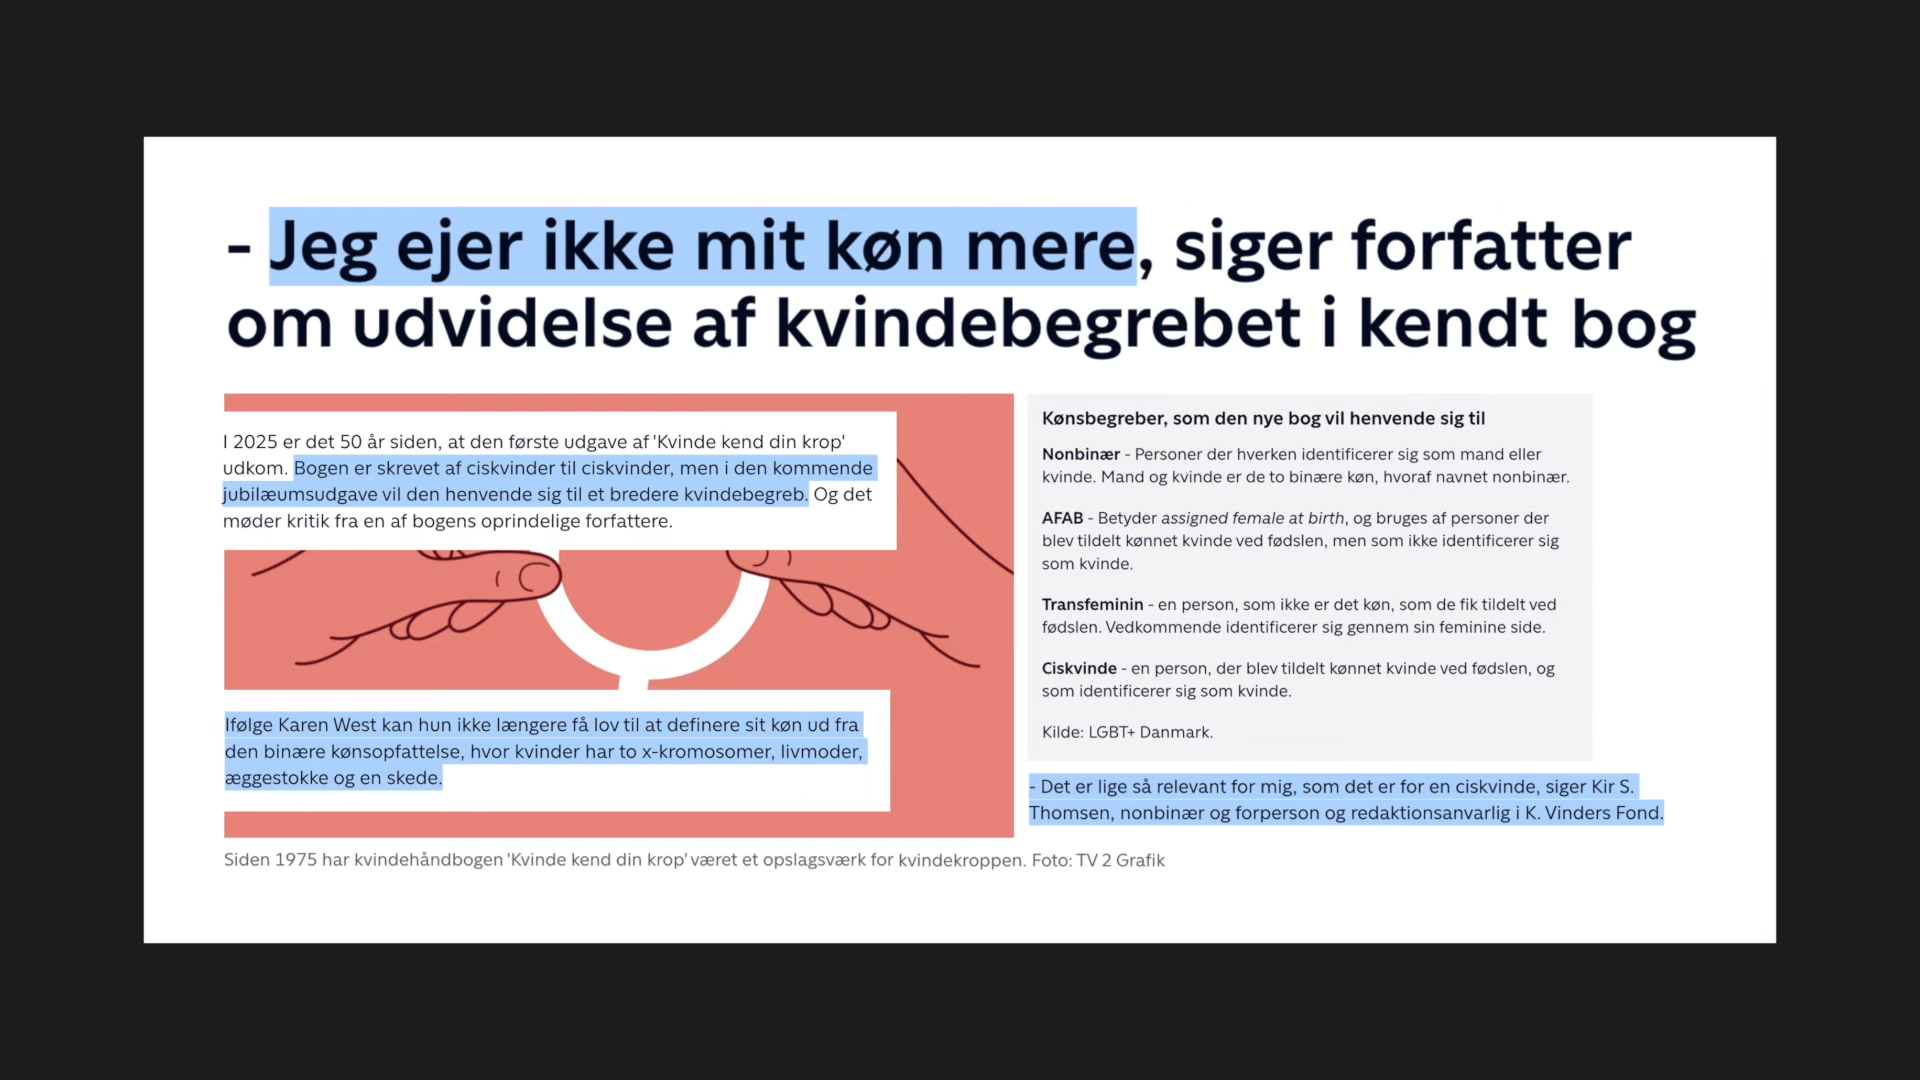 - Jeg ejer ikke mit køn mere, siger forfatter
om udvidelse af kvindebegrebet i kendt bog
I 2025 er det 50 år siden, at den første udgave af 'Kvinde kend din krop'
udkom. Bogen er skrevet af ciskvinder til ciskvinder, men i den kommende
jubilæumsudgave vil den henvende sig til et bredere kvindebegreb. Og det
møder kritik fra en af bogens oprindelige forfattere.
Ifølge Karen West kan hun ikke længere få lov til at definere sit køn ud fra
den binære kønsopfattelse, hvor kvinder har to x-kromosomer, livmoder,
æggestokke og en skede.
Siden 1975 har kvindehåndbogen 'Kvinde kend din krop' været et opslagsværk for kvindekroppen. Foto: TV 2 Grafik
Kønsbegreber, som den nye bog vil henvende sig til
Nonbinær - Personer der hverken identificerer sig som mand eller
kvinde. Mand og kvinde er de to binære køn, hvoraf navnet nonbinær.
AFAB - Betyder assigned female at birth, og bruges af personer der
blev tildelt kønnet kvinde ved fødslen, men som ikke identificerer sig
som kvinde.
Transfeminin - en person, som ikke er det køn, som de fik tildelt ved
fødslen. Vedkommende identificerer sig gennem sin feminine side.
Ciskvinde - en person, der blev tildelt kønnet kvinde ved fødslen, og
som identificerer sig som kvinde.
Kilde: LGBT+ Danmark.
- Det er lige så relevant for mig, som det er for en ciskvinde, siger Kir S.
Thomsen, nonbinær og forperson og redaktionsanvarlig i K. Vinders Fond.